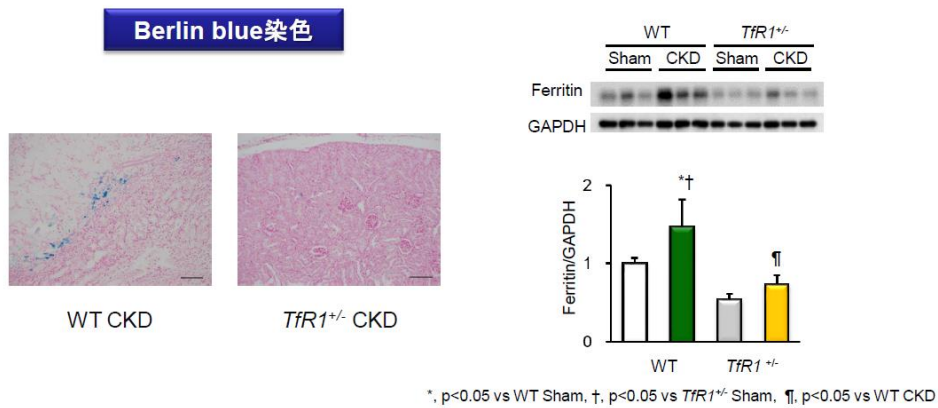 Berlin blue染色
WT CKD
TfR1+/- CKD
WT TfR1+/-
Sham CKD Sham CKD
Ferritin
GAPDH
*†
¶
2
1
0
Ferritin/GAPDH
WT TfR1 +/-
*, p<0.05 vs WT Sham, †, p<0.05 vs TfR1+/- Sham, ¶, p<0.05 vs WT CKD